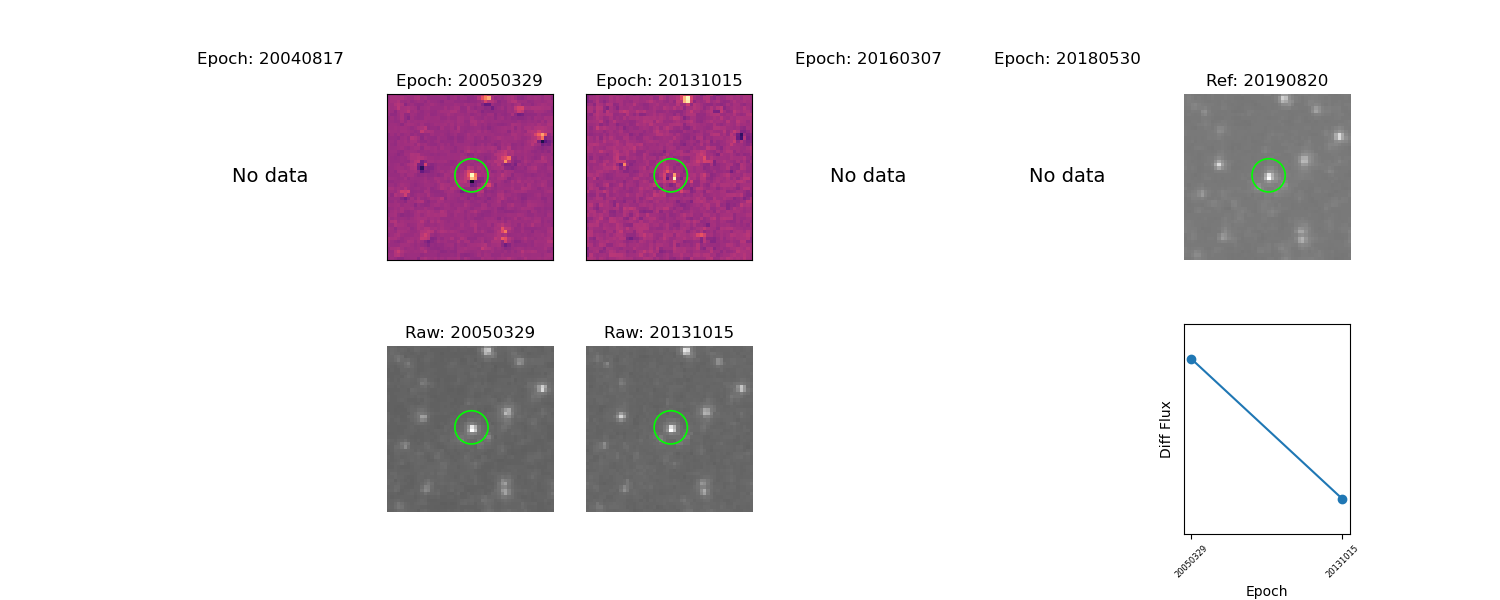 Epoch: 20040817
Epoch: 20050329
Epoch: 20131015
Epoch: 20160307
Epoch: 20180530
Ref: 20190820
No data
No data
No data
Raw: 20050329
Raw: 20131015
Diff Flux
20050329
20131015
Epoch